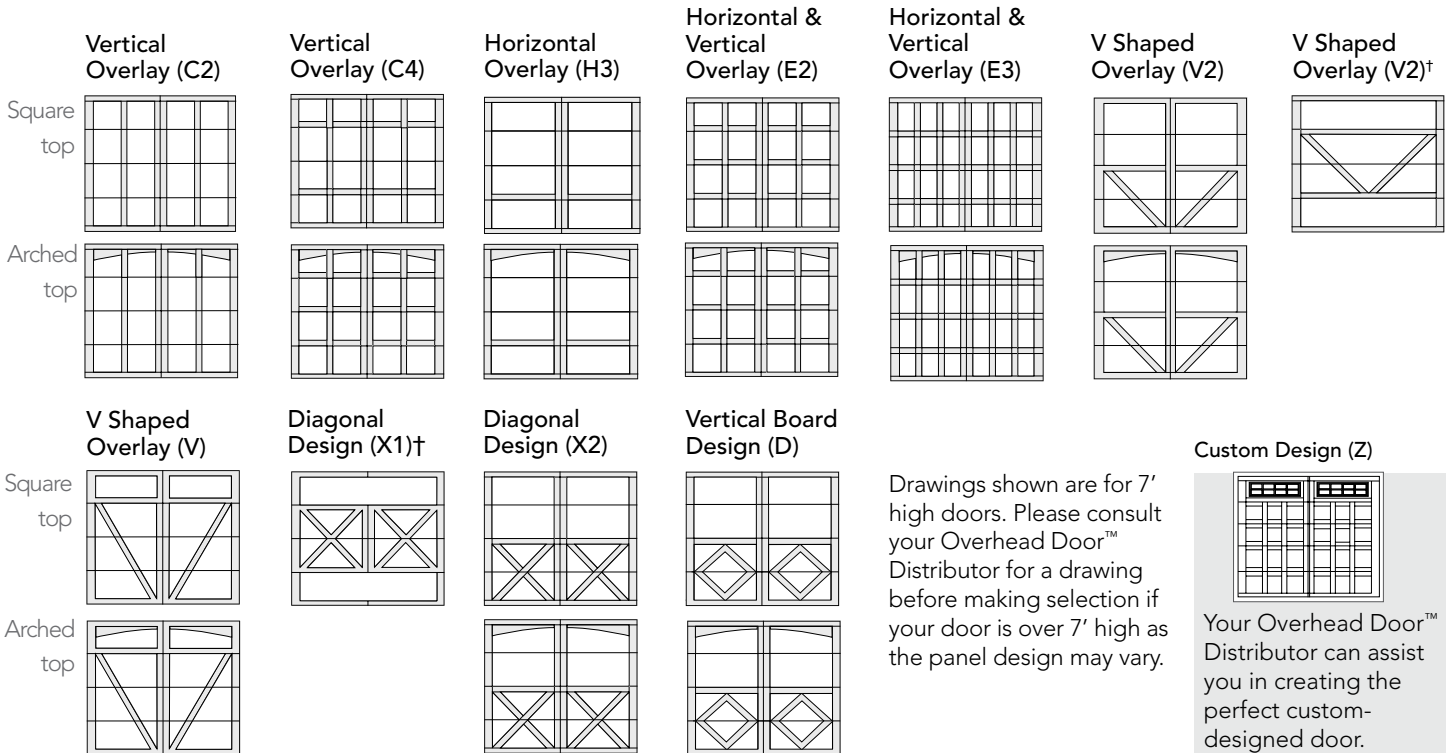 Vertical
Overlay (C2)
Vertical
Overlay (C4)
Horizontal
Overlay (H3)
Horizontal &
Vertical
Overlay (E2)
Horizontal &
Vertical
Overlay (E3)
V Shaped
Overlay (V2)
V Shaped
Overlay (V2)†
Square
top
Arched
top
V Shaped
Overlay (V)
Diagonal
Design (X1)†
Diagonal
Design (X2)
Vertical Board
Design (D)
Square
top
Arched
top
Drawings shown are for 7’
high doors. Please consult
your Overhead Door™
Distributor for a drawing
before making selection if
your door is over 7’ high as
the panel design may vary.
Custom Design (Z)
Your Overhead Door™
Distributor can assist
you in creating the
perfect custom-
designed door.